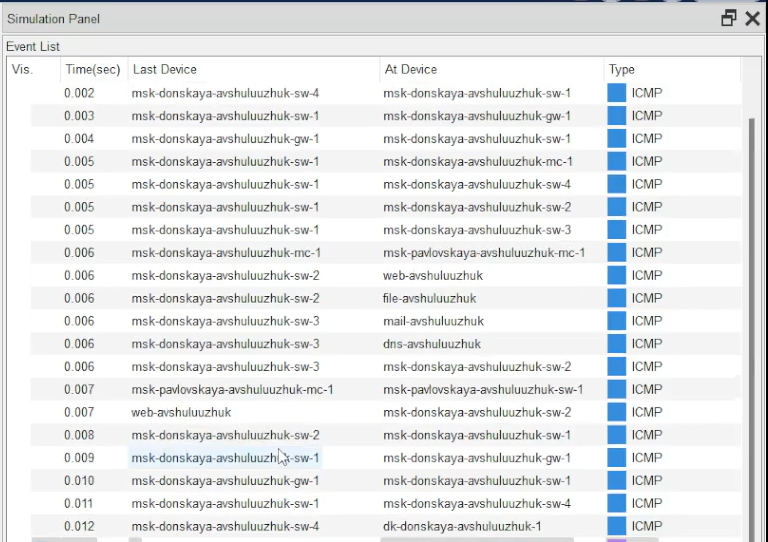 Simulation Panel
Event List
Vis. Time(sec) Last Device At Device Type
0.002 msk-donskaya-avshuluuzhuk-sw-4 msk-donskaya-avshuluuzhuk-sw-1 ICMP
0.003 msk-donskaya-avshuluuzhuk-sw-1 msk-donskaya-avshuluuzhuk-gw-1 ICMP
0.004 msk-donskaya-avshuluuzhuk-gw-1 msk-donskaya-avshuluuzhuk-sw-1 ICMP
0.005 msk-donskaya-avshuluuzhuk-sw-1 msk-donskaya-avshuluuzhuk-mc-1 ICMP
0.005 msk-donskaya-avshuluuzhuk-sw-1 msk-donskaya-avshuluuzhuk-sw-4 ICMP
0.005 msk-donskaya-avshuluuzhuk-sw-1 msk-donskaya-avshuluuzhuk-sw-2 ICMP
0.005 msk-donskaya-avshuluuzhuk-sw-1 msk-donskaya-avshuluuzhuk-sw-3 ICMP
0.006 msk-donskaya-avshuluuzhuk-mc-1 msk-pavlovskaya-avshuluuzhuk-mc-1 ICMP
0.006 msk-donskaya-avshuluuzhuk-sw-2 web-avshuluuzhuk ICMP
0.006 msk-donskaya-avshuluuzhuk-sw-2 file-avshuluuzhuk ICMP
0.006 msk-donskaya-avshuluuzhuk-sw-3 mail-avshuluuzhuk ICMP
0.006 msk-donskaya-avshuluuzhuk-sw-3 dns-avshuluuzhuk ICMP
0.006 msk-donskaya-avshuluuzhuk-sw-3 msk-donskaya-avshuluuzhuk-sw-2 ICMP
0.007 msk-pavlovskaya-avshuluuzhuk-mc-1 msk-pavlovskaya-avshuluuzhuk-sw-1 ICMP
0.007 web-avshuluuzhuk msk-donskaya-avshuluuzhuk-sw-2 ICMP
0.008 msk-donskaya-avshuluuzhuk-sw-2 msk-donskaya-avshuluuzhuk-sw-1 ICMP
0.009 msk-donskaya-avshuluuzhuk-sw-1 msk-donskaya-avshuluuzhuk-gw-1 ICMP
0.010 msk-donskaya-avshuluuzhuk-gw-1 msk-donskaya-avshuluuzhuk-sw-1 ICMP
0.011 msk-donskaya-avshuluuzhuk-sw-1 msk-donskaya-avshuluuzhuk-sw-4 ICMP
0.012 msk-donskaya-avshuluuzhuk-sw-4 dk-donskaya-avshuluuzhuk-1 ICMP